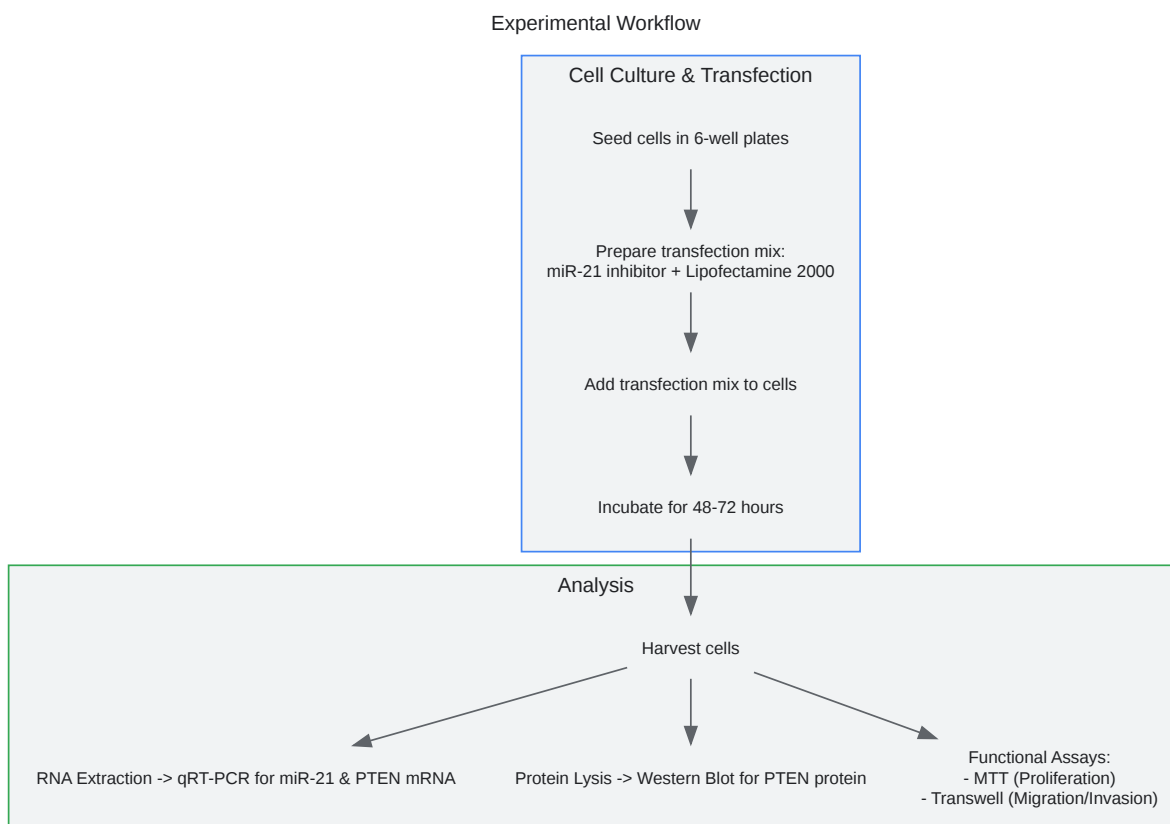 Experimental Workflow
Cell Culture & Transfection
Seed cells in 6-well plates
Prepare transfection mix:
miR-21 inhibitor + Lipofectamine 2000
Add transfection mix to cells
Incubate for 48-72 hours
Analysis
Harvest cells
RNA Extraction -> qRT-PCR for miR-21 & PTEN mRNA
Protein Lysis -> Western Blot for PTEN protein
Functional Assays:
- MTT (Proliferation)
- Transwell (Migration/Invasion)